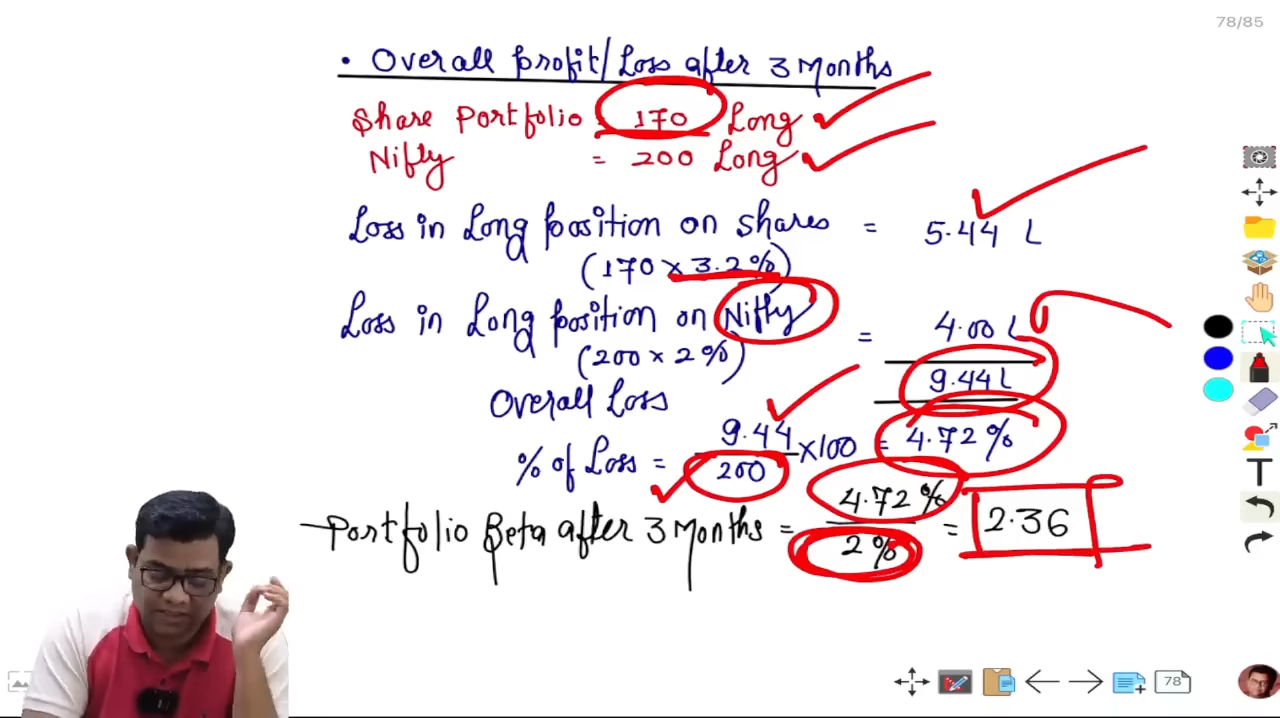 78/85
• Overall profit/Loss after 3 Months
Share Portfolio = 170 Long
Nifty = 200 Long
Loss in Long position on shares = 5.44 L
(170 x 3.2%)
Loss in Long position on Nifty = 4.00 L
(200 x 2%)
9.44 L
Overall Loss
% of Loss = 9.44 / 200 x100 = 4.72%
Portfolio Beta after 3 Months = 4.72% / 2% = 2.36
T
78